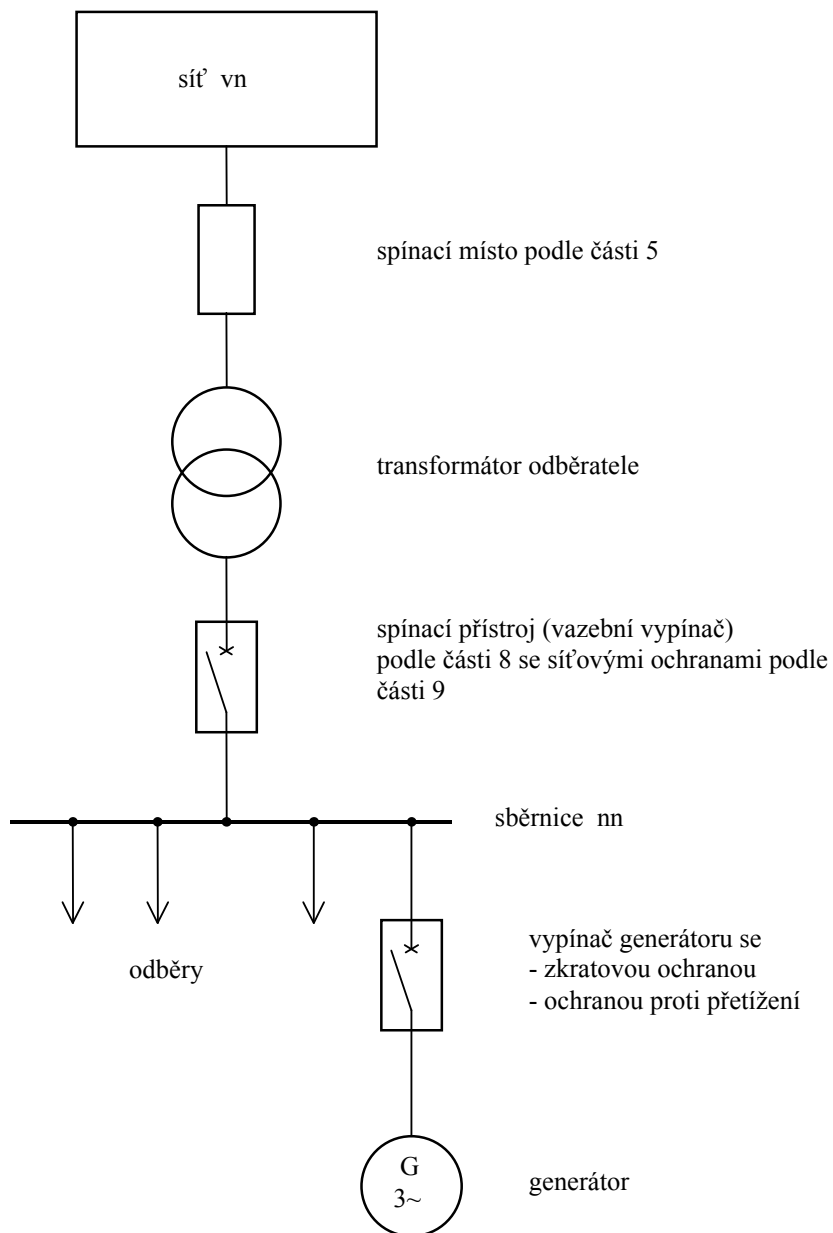 síť vn
spínací místo podle části 5
transformátor odběratele
spínací přístroj (vazební vypínač)
podle části 8 se síťovými ochranami podle
části 9
sběrnice nn
odběry
vypínač generátoru se
- zkratovou ochranou
- ochranou proti přetížení
G
3~
generátor